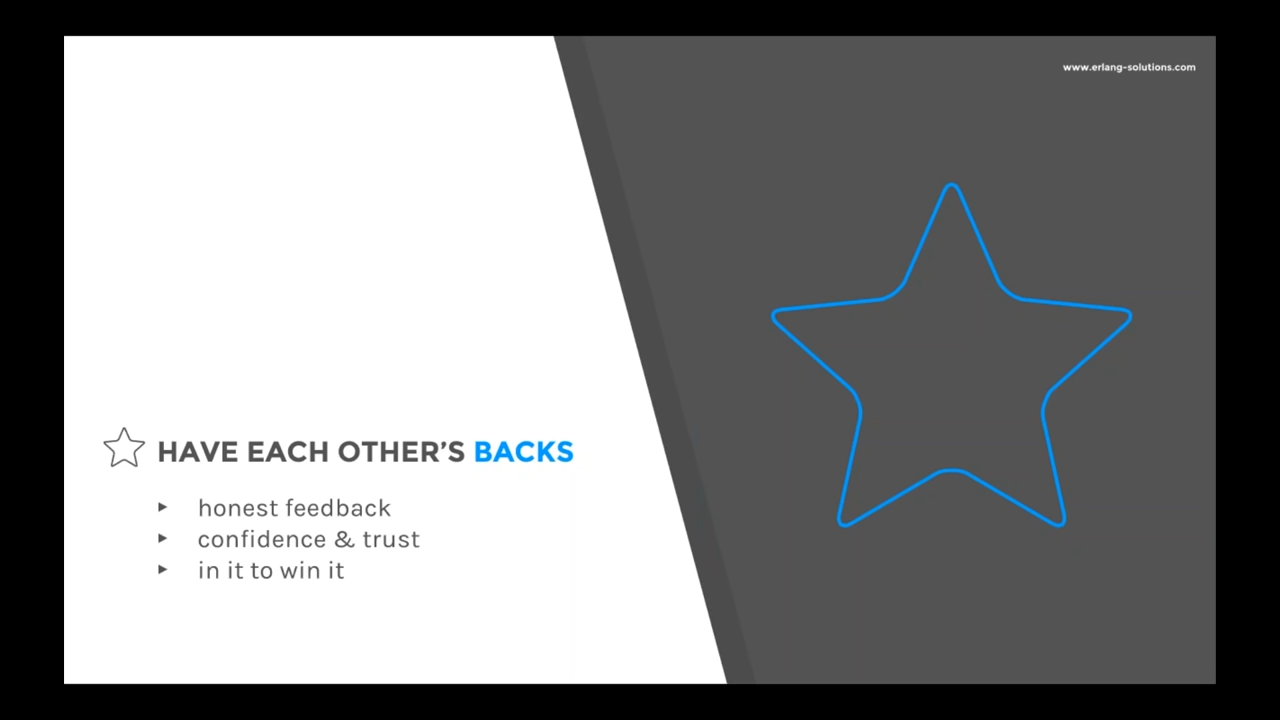 www.erlang-solutions.com
HAVE EACH OTHER’S BACKS
honest feedback
confidence & trust
in it to win it